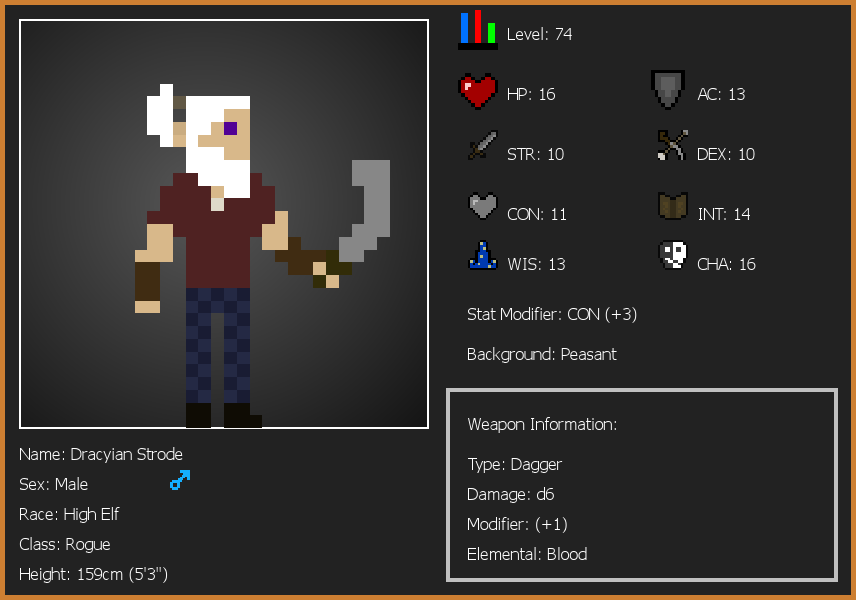 Level: 74
HP: 16
AC: 13
STR: 10
DEX: 10
CON: 11
INT: 14
WIS: 13
CHA: 16
Stat Modifier: CON (+3)
Background: Peasant
Weapon Information:
Type: Dagger
Damage: d6
Modifier: (+1)
Elemental: Blood
Name: Dracyian Strode
Sex: Male
Race: High Elf
Class: Rogue
Height: 159cm (5'3")